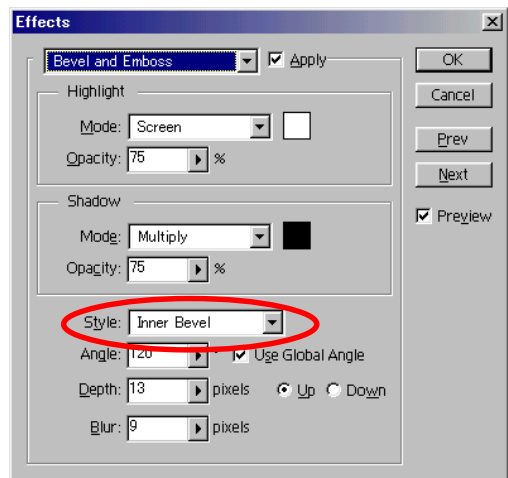 Effects
Bevel and Emboss Apply OK
Highlight Cancel
Mode: Screen
Opacity: 75 % Prev
Next
Shadow
Mode: Multiply Preview
Opacity: 75 %
Style: Inner Bevel
Angle: 120 ° Use Global Angle
Depth: 13 pixels Up Down
Blur: 9 pixels